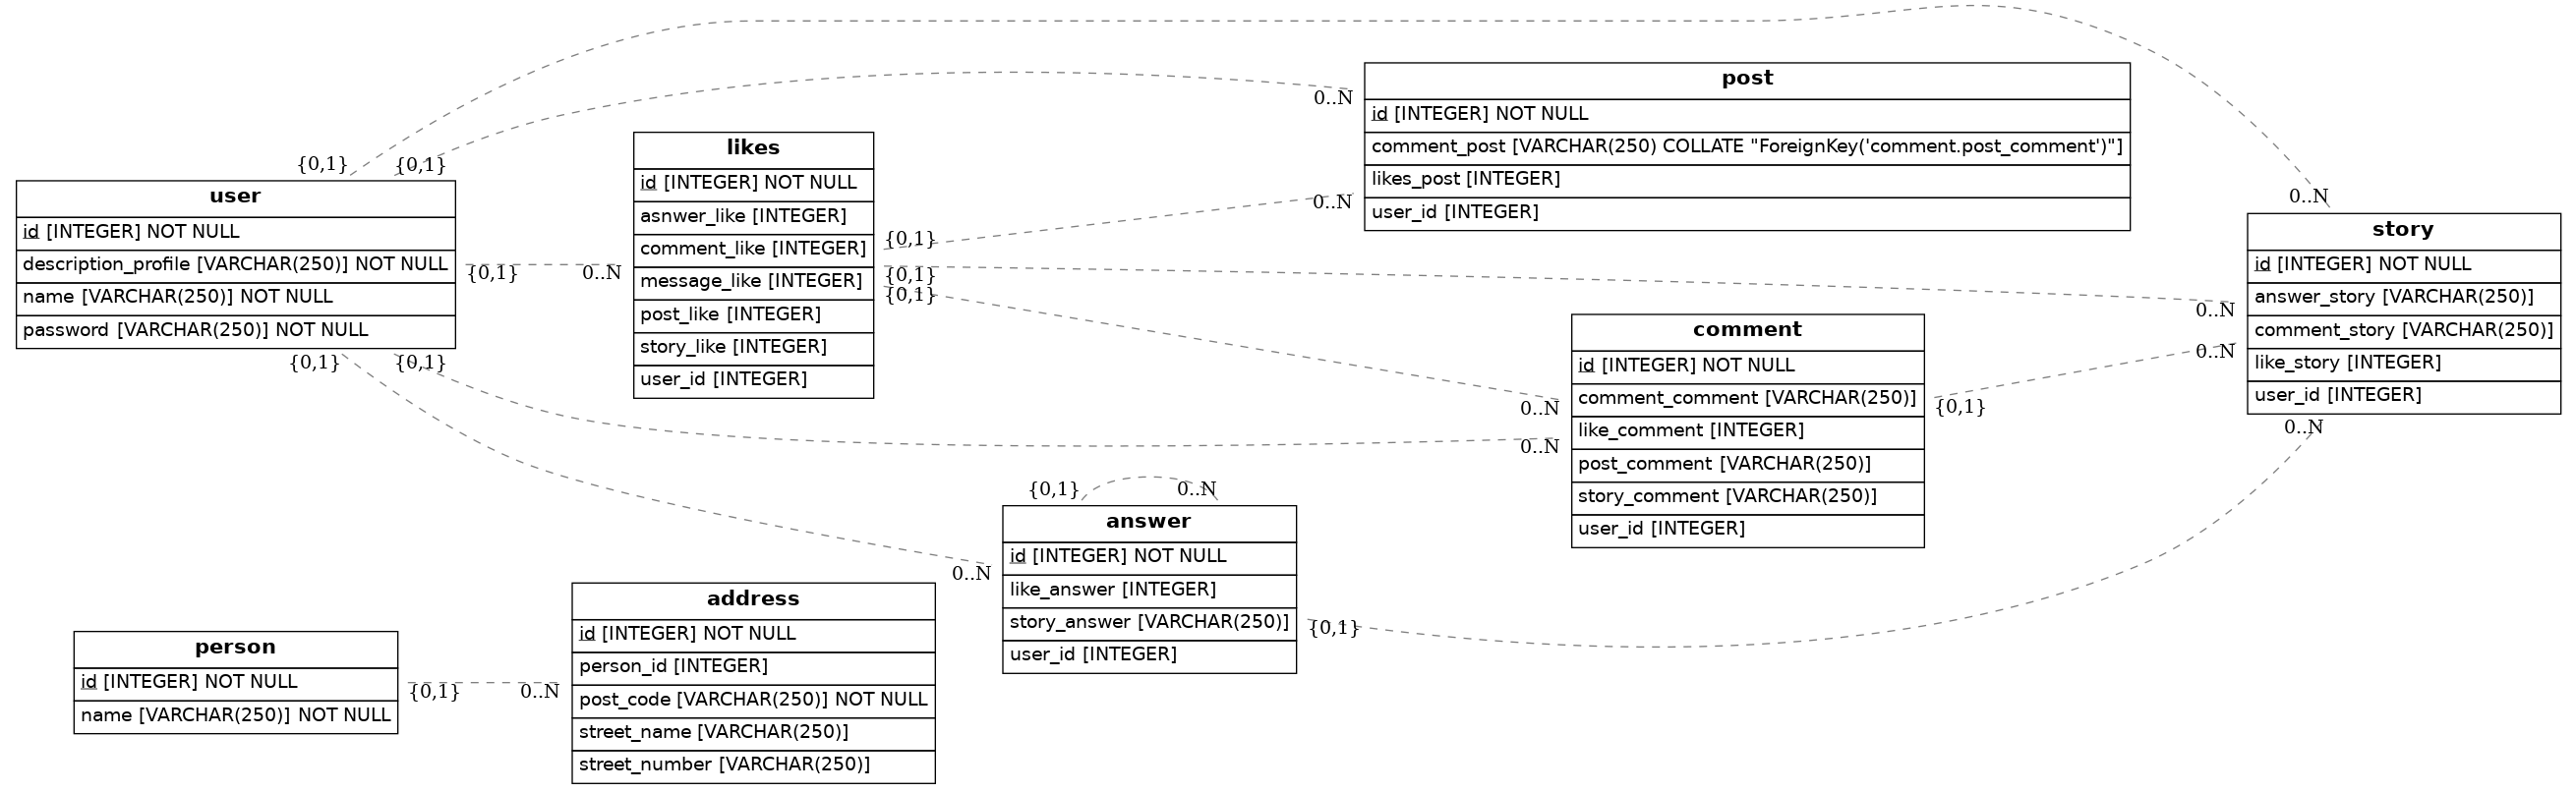 post
id [INTEGER] NOT NULL
comment_post [VARCHAR(250) COLLATE "ForeignKey('comment.post_comment')"]
likes_post [INTEGER]
user_id [INTEGER]
likes
id [INTEGER] NOT NULL
asnwer_like [INTEGER]
comment_like [INTEGER]
message_like [INTEGER]
post_like [INTEGER]
story_like [INTEGER]
user_id [INTEGER]
user
id [INTEGER] NOT NULL
description_profile [VARCHAR(250)] NOT NULL
name [VARCHAR(250)] NOT NULL
password [VARCHAR(250)] NOT NULL
story
id [INTEGER] NOT NULL
answer_story [VARCHAR(250)]
comment_story [VARCHAR(250)]
like_story [INTEGER]
user_id [INTEGER]
comment
id [INTEGER] NOT NULL
comment_comment [VARCHAR(250)]
like_comment [INTEGER]
post_comment [VARCHAR(250)]
story_comment [VARCHAR(250)]
user_id [INTEGER]
answer
id [INTEGER] NOT NULL
like_answer [INTEGER]
story_answer [VARCHAR(250)]
user_id [INTEGER]
address
id [INTEGER] NOT NULL
person_id [INTEGER]
post_code [VARCHAR(250)] NOT NULL
street_name [VARCHAR(250)]
street_number [VARCHAR(250)]
person
id [INTEGER] NOT NULL
name [VARCHAR(250)] NOT NULL
{0,1}
0..N
{0,1}
0..N
{0,1}
0..N
{0,1}
0..N
{0,1}
0..N
{0,1}
0..N
{0,1}
0..N
{0,1}
0..N
{0,1}
0..N
{0,1}
0..N
{0,1}
0..N
{0,1}
0..N